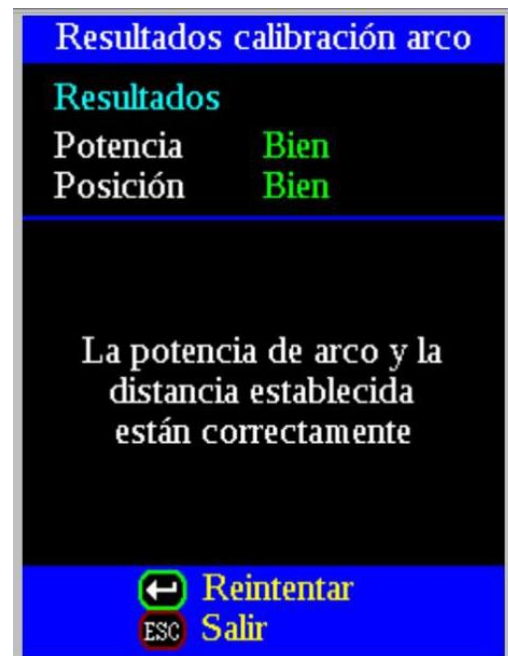 Resultados calibración arco
Resultados
Potencia Bien
Posición Bien
La potencia de arco y la
distancia establecida
están correctamente
Reintentar
ESC Salir